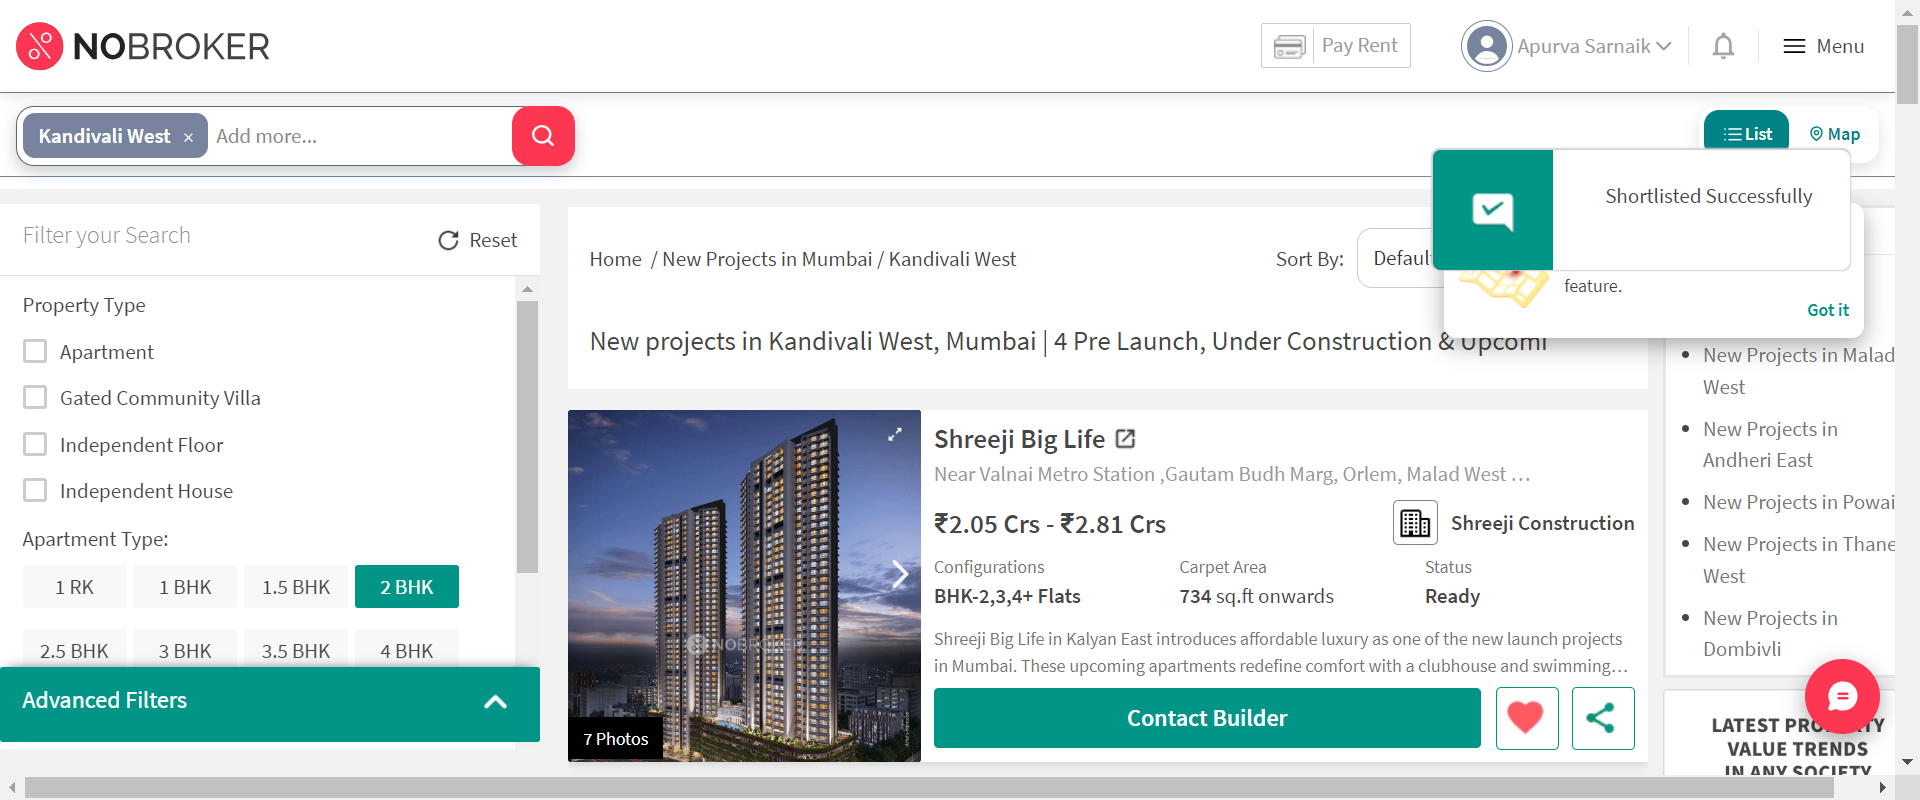 NOBROKER
Pay Rent
Apurva Sarnaik
Menu
Kandivali West ×
Add more...
List
Map
Shortlisted Successfully
feature.
Got it
Filter your Search
Reset
Property Type
Apartment
Gated Community Villa
Independent Floor
Independent House
Apartment Type:
1 RK
1 BHK
1.5 BHK
2 BHK
2.5 BHK
3 BHK
3.5 BHK
4 BHK
Advanced Filters
Home / New Projects in Mumbai / Kandivali West
Sort By:
New projects in Kandivali West, Mumbai | 4 Pre Launch, Under Construction & Upcomi
NOBROKER
7 Photos
Shreeji Big Life
Near Valnai Metro Station ,Gautam Budh Marg, Orlem, Malad West …
₹2.05 Crs - ₹2.81 Crs
Shreeji Construction
Configurations
BHK-2,3,4+ Flats
Carpet Area
734 sq.ft onwards
Status
Ready
Shreeji Big Life in Kalyan East introduces affordable luxury as one of the new launch projects
in Mumbai. These upcoming apartments redefine comfort with a clubhouse and swimming…
Contact Builder
New Projects in Malad
West
New Projects in
Andheri East
New Projects in Powai
New Projects in Thane
West
New Projects in
Dombivli
LATEST PROPERTY
VALUE TRENDS
IN ANY SOCIETY